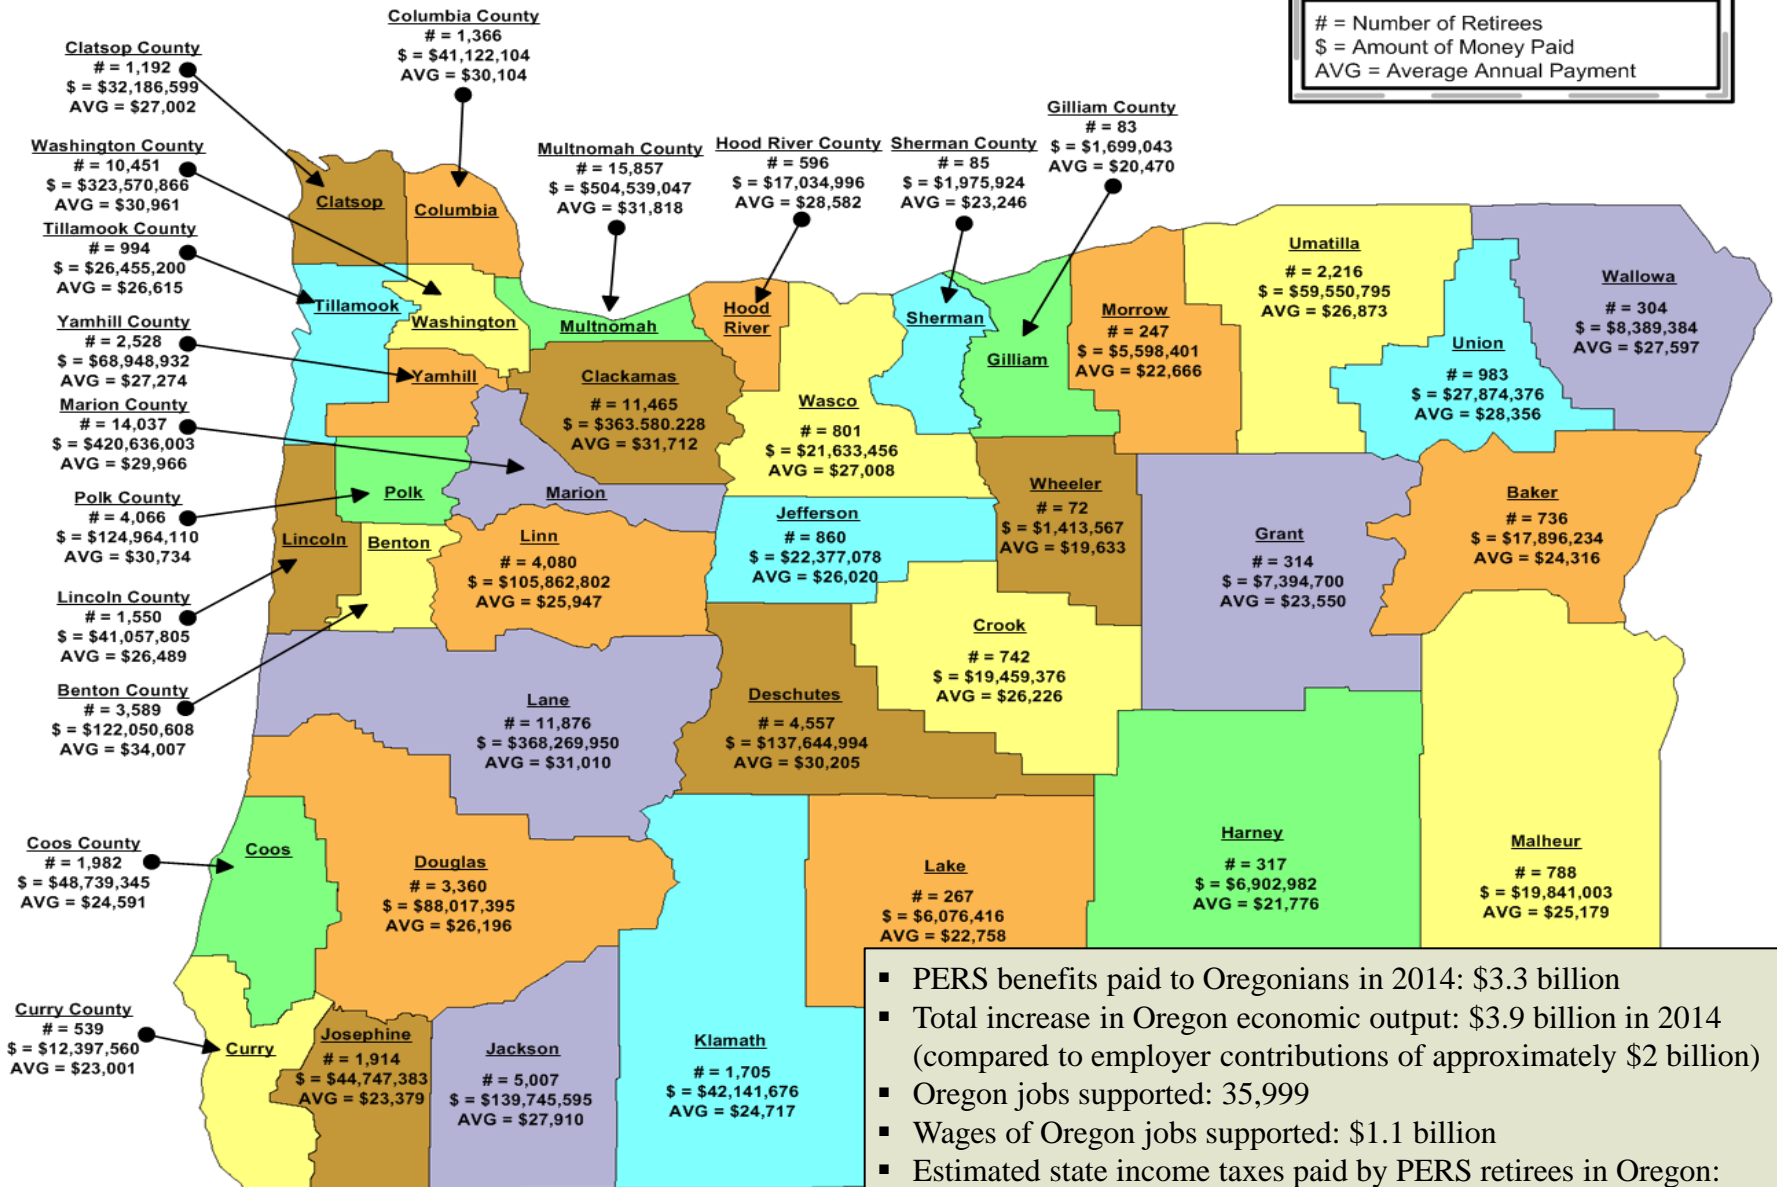 # = Number of Retirees
$ = Amount of Money Paid
AVG = Average Annual Payment
Columbia County
# = 1,366
$ = $41,122,104
AVG = $30,104
Clatsop County
# = 1,192
$ = $32,186,599
AVG = $27,002
Washington County
# = 10,451
$ = $323,570,866
AVG = $30,961
Tillamook County
# = 994
$ = $26,455,200
AVG = $26,615
Yamhill County
# = 2,528
$ = $68,948,932
AVG = $27,274
Marion County
# = 14,037
$ = $420,636,003
AVG = $29,966
Polk County
# = 4,066
$ = $124,964,110
AVG = $30,734
Lincoln County
# = 1,550
$ = $41,057,805
AVG = $26,489
Benton County
# = 3,589
$ = $122,050,608
AVG = $34,007
Coos County
# = 1,982
$ = $48,739,345
AVG = $24,591
Curry County
# = 539
$ = $12,397,560
AVG = $23,001
Multnomah County
# = 15,857
$ = $504,539,047
AVG = $31,818
Hood River County
# = 596
$ = $17,034,996
AVG = $28,582
Sherman County
# = 85
$ = $1,975,924
AVG = $23,246
Gilliam County
# = 83
$ = $1,699,043
AVG = $20,470
Clatsop
Columbia
Tillamook
Washington
Multnomah
Hood
River
Sherman
Gilliam
Yamhill
Polk
Marion
Lincoln
Benton
Coos
Curry
Clackamas
# = 11,465
$ = $363.580.228
AVG = $31,712
Wasco
# = 801
$ = $21,633,456
AVG = $27,008
Morrow
# = 247
$ = $5,598,401
AVG = $22,666
Umatilla
# = 2,216
$ = $59,550,795
AVG = $26,873
Union
# = 983
$ = $27,874,376
AVG = $28,356
Wallowa
# = 304
$ = $8,389,384
AVG = $27,597
Linn
# = 4,080
$ = $105,862,802
AVG = $25,947
Jefferson
# = 860
$ = $22,377,078
AVG = $26,020
Wheeler
# = 72
$ = $1,413,567
AVG = $19,633
Grant
# = 314
$ = $7,394,700
AVG = $23,550
Baker
# = 736
$ = $17,896,234
AVG = $24,316
Lane
# = 11,876
$ = $368,269,950
AVG = $31,010
Deschutes
# = 4,557
$ = $137,644,994
AVG = $30,205
Crook
# = 742
$ = $19,459,376
AVG = $26,226
Douglas
# = 3,360
$ = $88,017,395
AVG = $26,196
Lake
# = 267
$ = $6,076,416
AVG = $22,758
Harney
# = 317
$ = $6,902,982
AVG = $21,776
Malheur
# = 788
$ = $19,841,003
AVG = $25,179
Josephine
# = 1,914
$ = $44,747,383
AVG = $23,379
Jackson
# = 5,007
$ = $139,745,595
AVG = $27,910
Klamath
# = 1,705
$ = $42,141,676
AVG = $24,717
▪ PERS benefits paid to Oregonians in 2014: $3.3 billion
▪ Total increase in Oregon economic output: $3.9 billion in 2014
(compared to employer contributions of approximately $2 billion)
▪ Oregon jobs supported: 35,999
▪ Wages of Oregon jobs supported: $1.1 billion
▪ Estimated state income taxes paid by PERS retirees in Oregon: